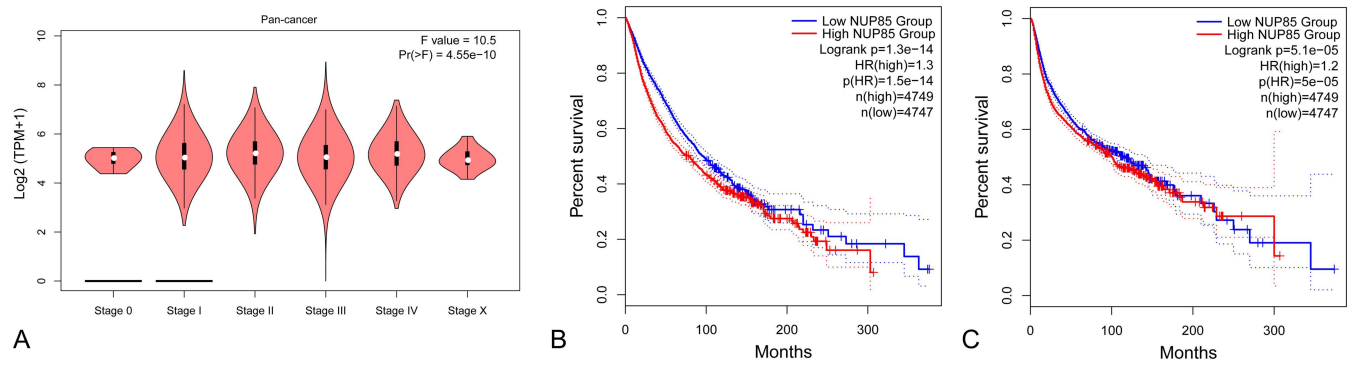 Pan-cancer
F value = 10.5
Pr(>F) = 4.55e−10
Log2 (TPM+1)
10
8
6
4
2
0
Stage 0
Stage I
Stage II
Stage III
Stage IV
Stage X
A
Low NUP85 Group
High NUP85 Group
Logrank p=1.3e−14
HR(high)=1.3
p(HR)=1.5e−14
n(high)=4749
n(low)=4747
Percent survival
1.0
0.8
0.6
0.4
0.2
0.0
0
100
200
300
Months
B
Low NUP85 Group
High NUP85 Group
Logrank p=5.1e−05
HR(high)=1.2
p(HR)=5e−05
n(high)=4749
n(low)=4747
Percent survival
1.0
0.8
0.6
0.4
0.2
0.0
0
100
200
300
Months
C